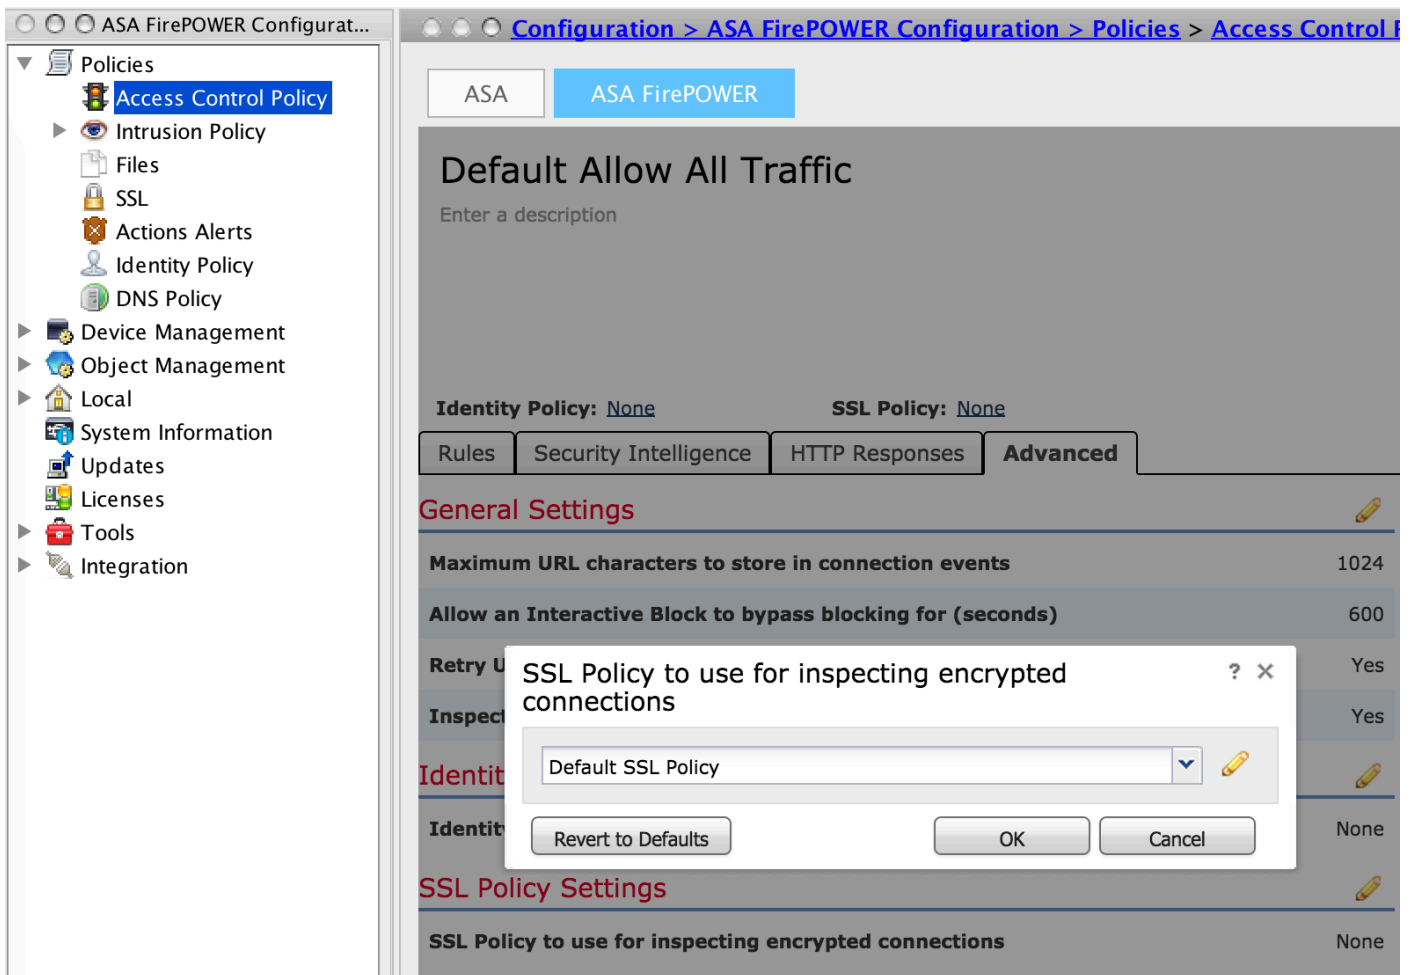 ASA FirePOWER Configurat...
Policies
Access Control Policy
Intrusion Policy
Files
SSL
Actions Alerts
Identity Policy
DNS Policy
Device Management
Object Management
Local
System Information
Updates
Licenses
Tools
Integration
Configuration > ASA FirePOWER Configuration > Policies > Access Control
ASA
ASA FirePOWER
Default Allow All Traffic
Enter a description
Identity Policy: None SSL Policy: None
Rules Security Intelligence HTTP Responses Advanced
General Settings
Maximum URL characters to store in connection events 1024
Allow an Interactive Block to bypass blocking for (seconds) 600
Retry U Yes
Inspect Yes
Identit
Identit None
SSL Policy to use for inspecting encrypted
connections
?
Default SSL Policy
Revert to Defaults OK Cancel
SSL Policy Settings
SSL Policy to use for inspecting encrypted connections None